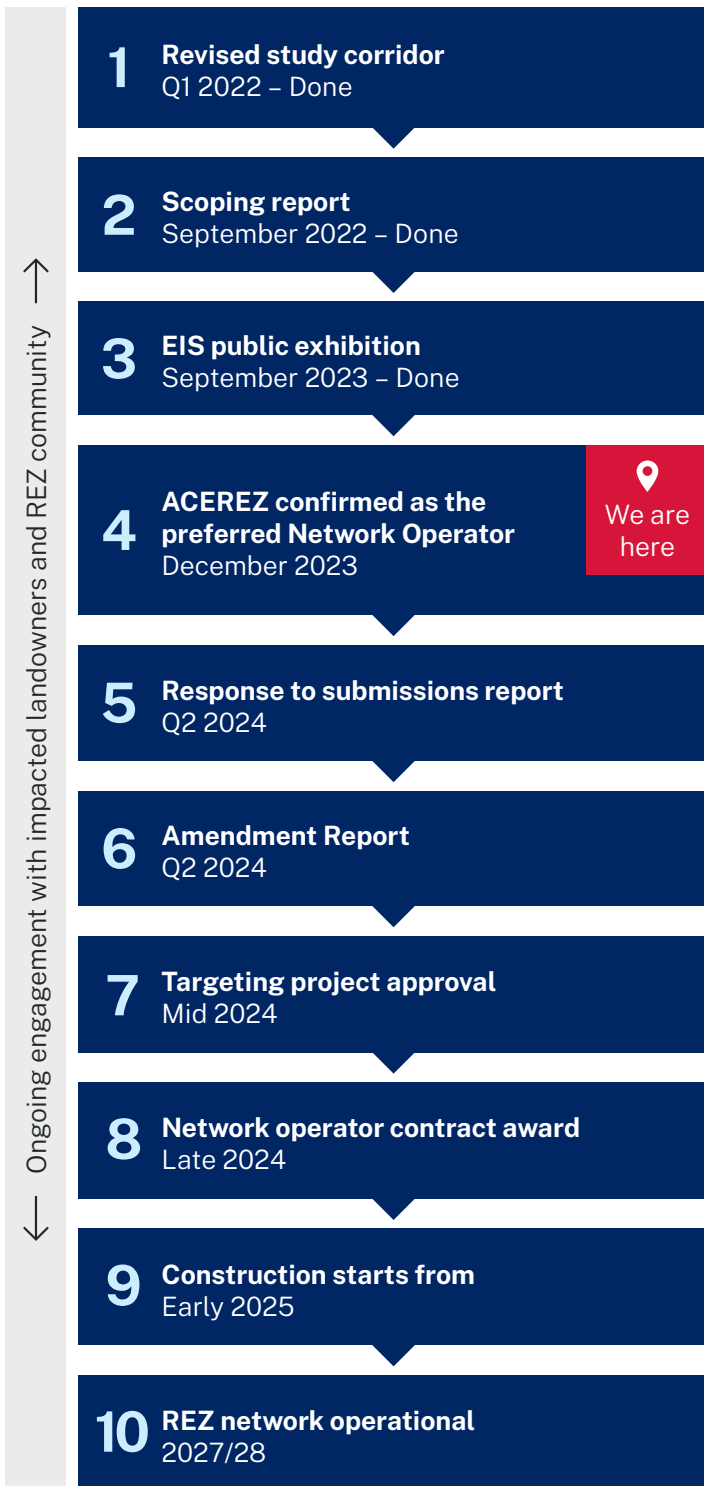 Ongoing engagement with impacted landowners and REZ community
1
Revised study corridor
Q1 2022 – Done
2
Scoping report
September 2022 – Done
3
EIS public exhibition
September 2023 – Done
4
ACEREZ confirmed as the
preferred Network Operator
December 2023
We are
here
5
Response to submissions report
Q2 2024
6
Amendment Report
Q2 2024
7
Targeting project approval
Mid 2024
8
Network operator contract award
Late 2024
9
Construction starts from
Early 2025
10
REZ network operational
2027/28